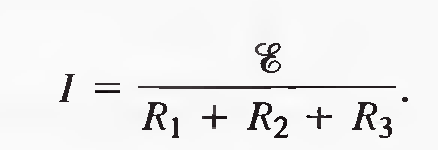 I = ℰ / (R₁ + R₂ + R₃).